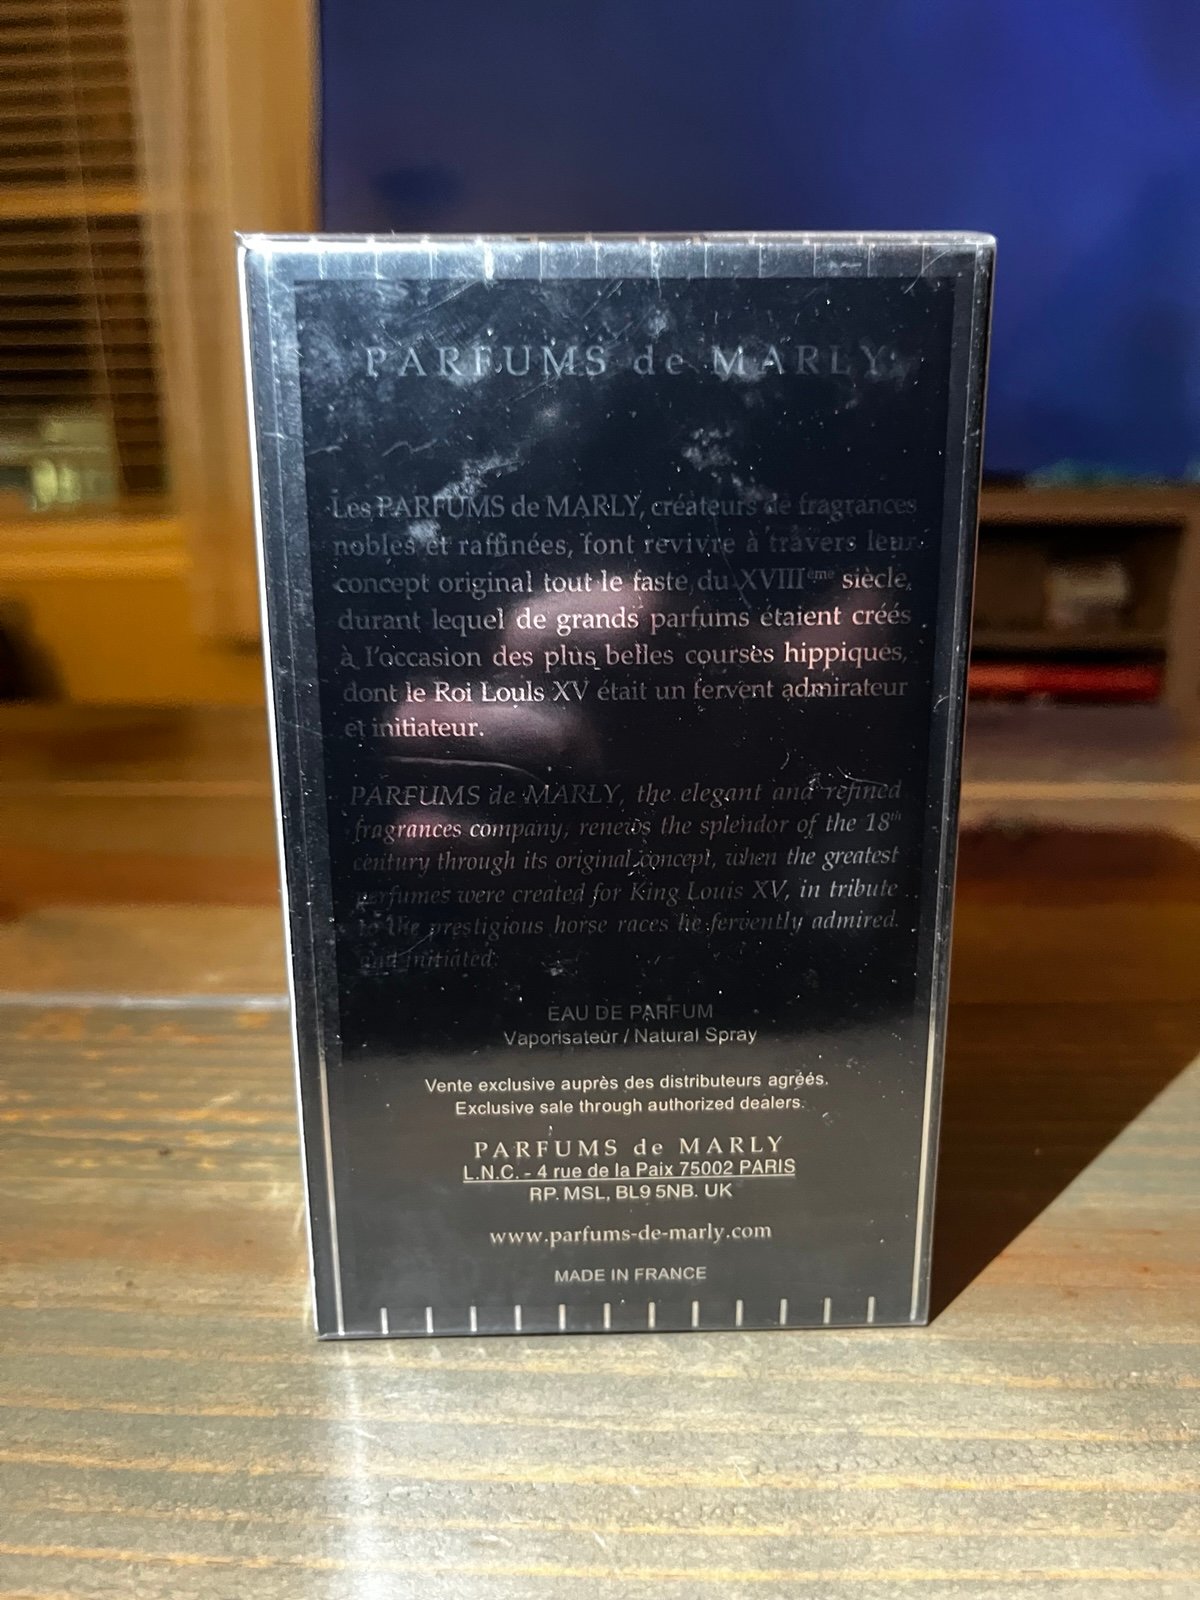 PARFUMS de MARLY
Les PARFUMS de MARLY, créateurs de fragrances
nobles et raffinées, font revivre à travers leur
concept original tout le faste du XVIIIème siècle,
durant lequel de grands parfums étaient créés
à l'occasion des plus belles courses hippiques,
dont le Roi Louis XV était un fervent admirateur
et initiateur.
PARFUMS de MARLY, the elegant and refined
fragrances company, renews the splendor of the 18th
century through its original concept, when the greatest
perfumes were created for King Louis XV, in tribute
to the prestigious horse races he fervently admired
and initiated.
EAU DE PARFUM
Vaporisateur / Natural Spray
Vente exclusive auprès des distributeurs agréés.
Exclusive sale through authorized dealers.
PARFUMS de MARLY
L.N.C. - 4 rue de la Paix 75002 PARIS
RP. MSL, BL9 5NB. UK
www.parfums-de-marly.com
MADE IN FRANCE